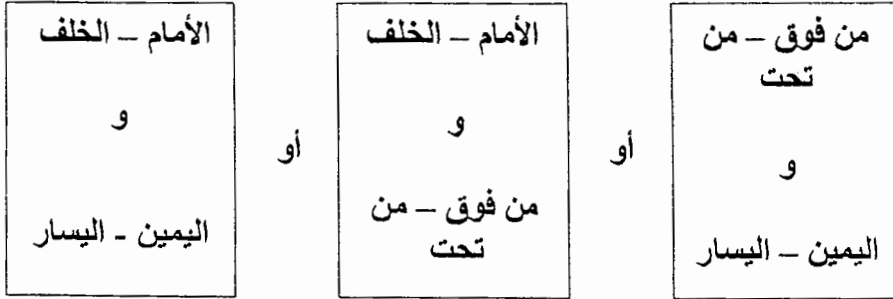 من فوق – من
تحت
و
اليمين – اليسار
أو
الأمام – الخلف
و
من فوق – من
تحت
أو
الأمام – الخلف
و
اليمين - اليسار